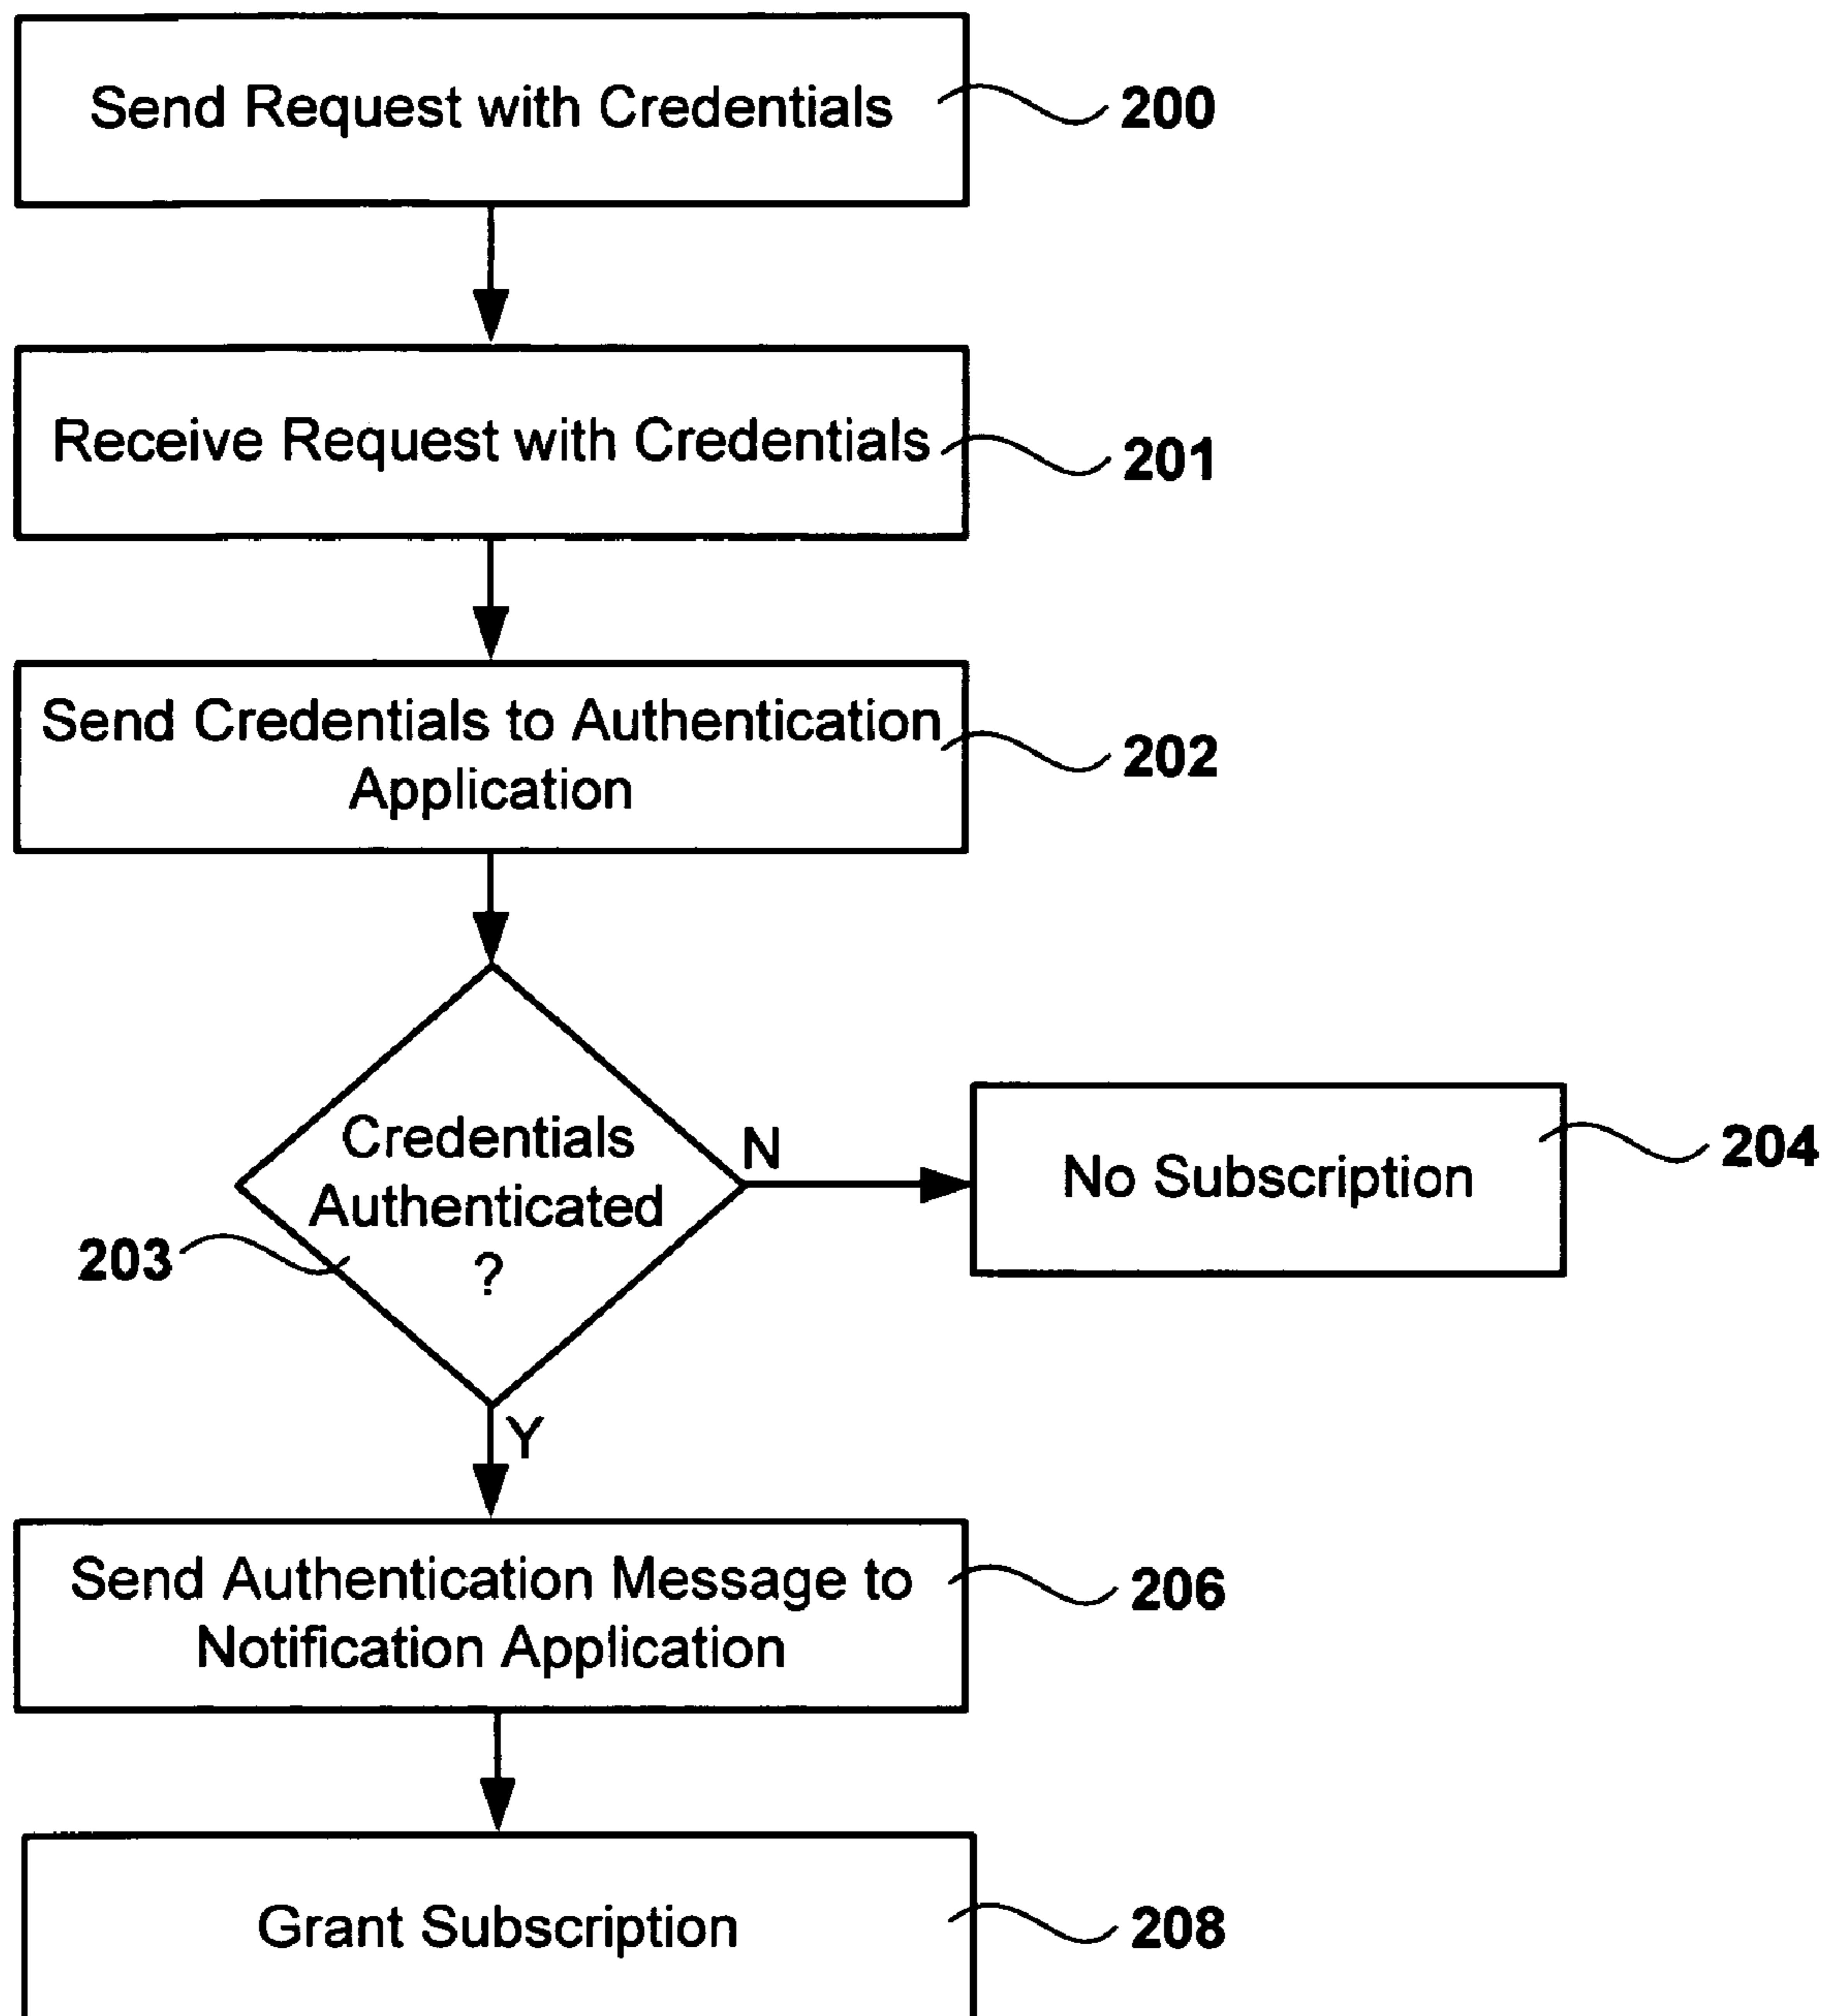 Send Request with Credentials
200
Receive Request with Credentials
201
Send Credentials to Authentication
Application
202
Credentials
Authenticated
?
203
N
No Subscription
204
Y
Send Authentication Message to
Notification Application
206
Grant Subscription
208